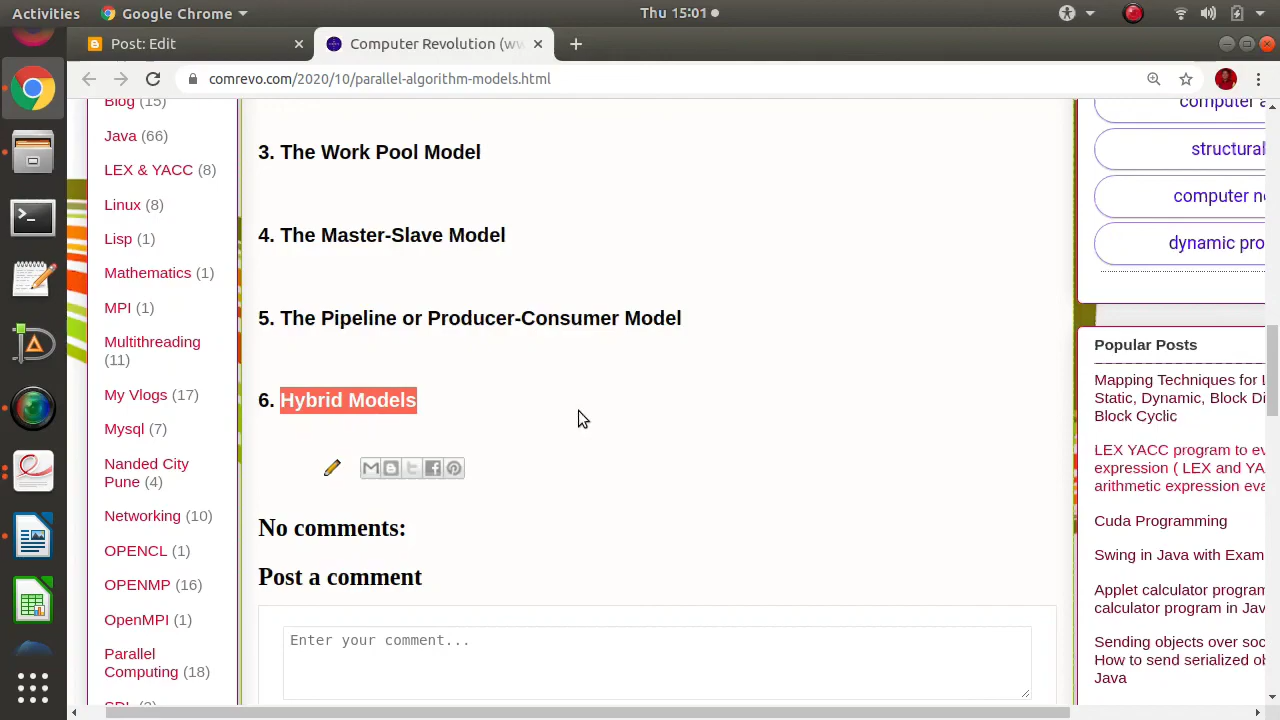 Activities
Google Chrome
Thu 15:01
Post: Edit
Computer Revolution (ww
comrevo.com/2020/10/parallel-algorithm-models.html
Blog (15)
Java (66)
LEX & YACC (8)
Linux (8)
Lisp (1)
Mathematics (1)
MPI (1)
Multithreading
(11)
My Vlogs (17)
Mysql (7)
Nanded City
Pune (4)
Networking (10)
OPENCL (1)
OPENMP (16)
OpenMPI (1)
Parallel
Computing (18)
3. The Work Pool Model
4. The Master-Slave Model
5. The Pipeline or Producer-Consumer Model
6. Hybrid Models
No comments:
Post a comment
Enter your comment...
computer a
structural
computer ne
dynamic pro
Popular Posts
Mapping Techniques for L
Static, Dynamic, Block Di
Block Cyclic
LEX YACC program to ev
expression ( LEX and YA
arithmetic expression eva
Cuda Programming
Swing in Java with Exam
Applet calculator program
calculator program in Jav
Sending objects over soc
How to send serialized ob
Java